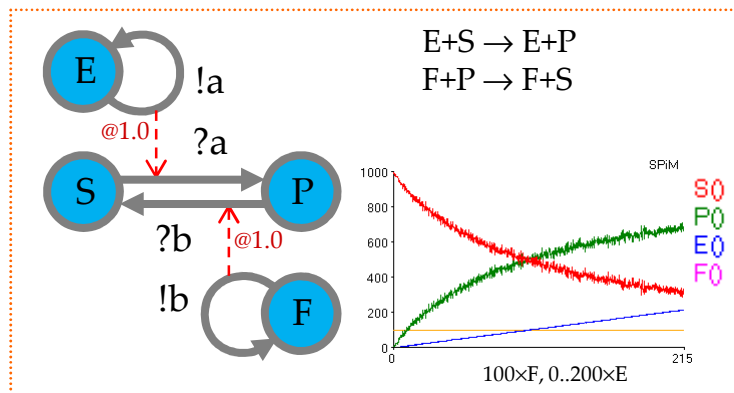 E
!a
@1.0
?a
S
P
?b
@1.0
!b
F
E+S → E+P
F+P → F+S
SPiM
1000
800
600
400
200
0
0
215
S()
P()
E()
F()
100×F, 0..200×E